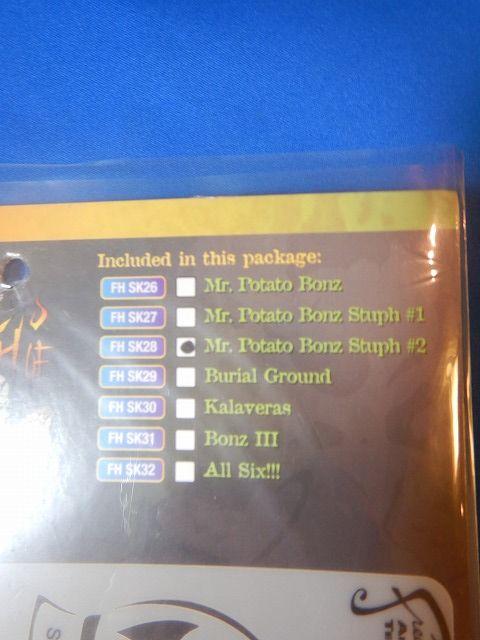 Included in this package:
FH SK26 Mr. Potato Bonz
FH SK27 Mr. Potato Bonz Stuph #1
FH SK28 Mr. Potato Bonz Stuph #2
FH SK29 Burial Ground
FH SK30 Kalaveras
FH SK31 Bonz III
FH SK32 All Six!!!